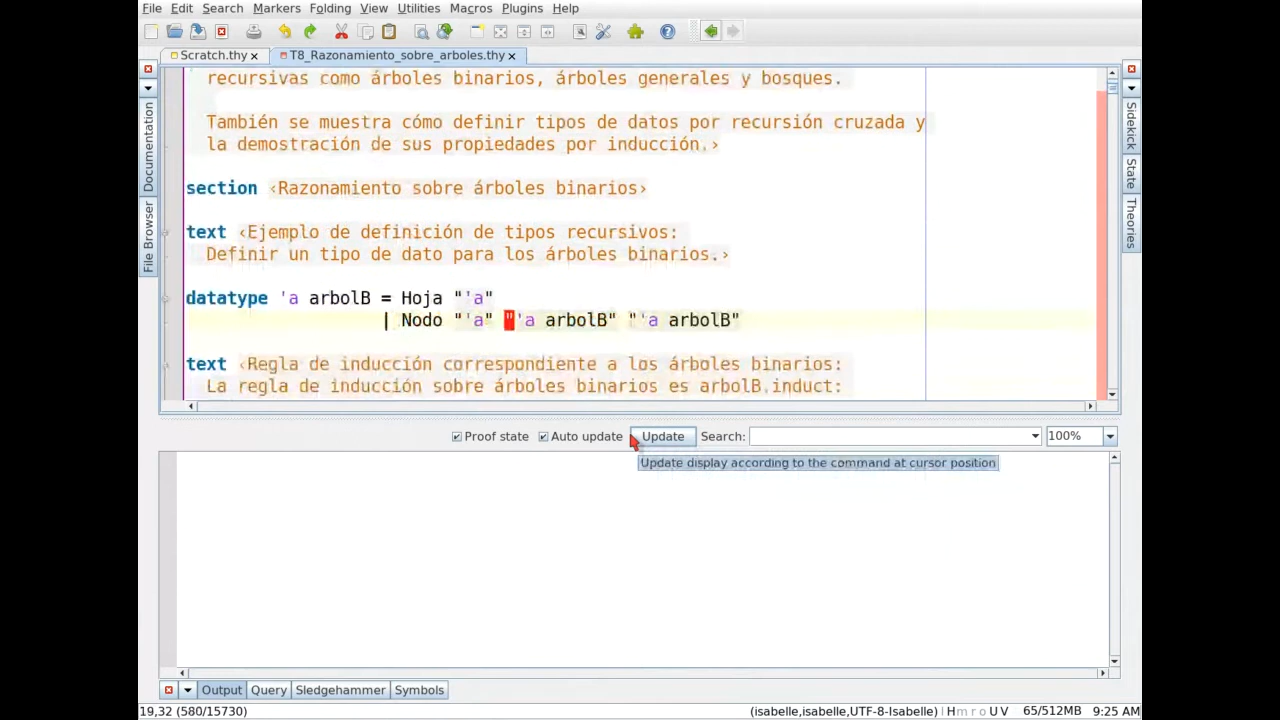 File Edit Search Markers Folding View Utilities Macros Plugins Help
Scratch.thy T8_Razonamiento_sobre_arboles.thy
recursivas como árboles binarios, árboles generales y bosques.
También se muestra cómo definir tipos de datos por recursión cruzada y
la demostración de sus propiedades por inducción.›
section ‹Razonamiento sobre árboles binarios›
text ‹Ejemplo de definición de tipos recursivos:
Definir un tipo de dato para los árboles binarios.›
datatype 'a arbolB = Hoja "'a"
| Nodo "'a" "'a arbolB" "'a arbolB"
text ‹Regla de inducción correspondiente a los árboles binarios:
La regla de inducción sobre árboles binarios es arbolB.induct:
Documentation
File Browser
Sidekick
State
Theories
Proof state Auto update Update Search: 100%
Update display according to the command at cursor position
Output Query Sledgehammer Symbols
19,32 (580/15730) (isabelle,isabelle,UTF-8-Isabelle) H m r o U V 65/512MB 9:25 AM